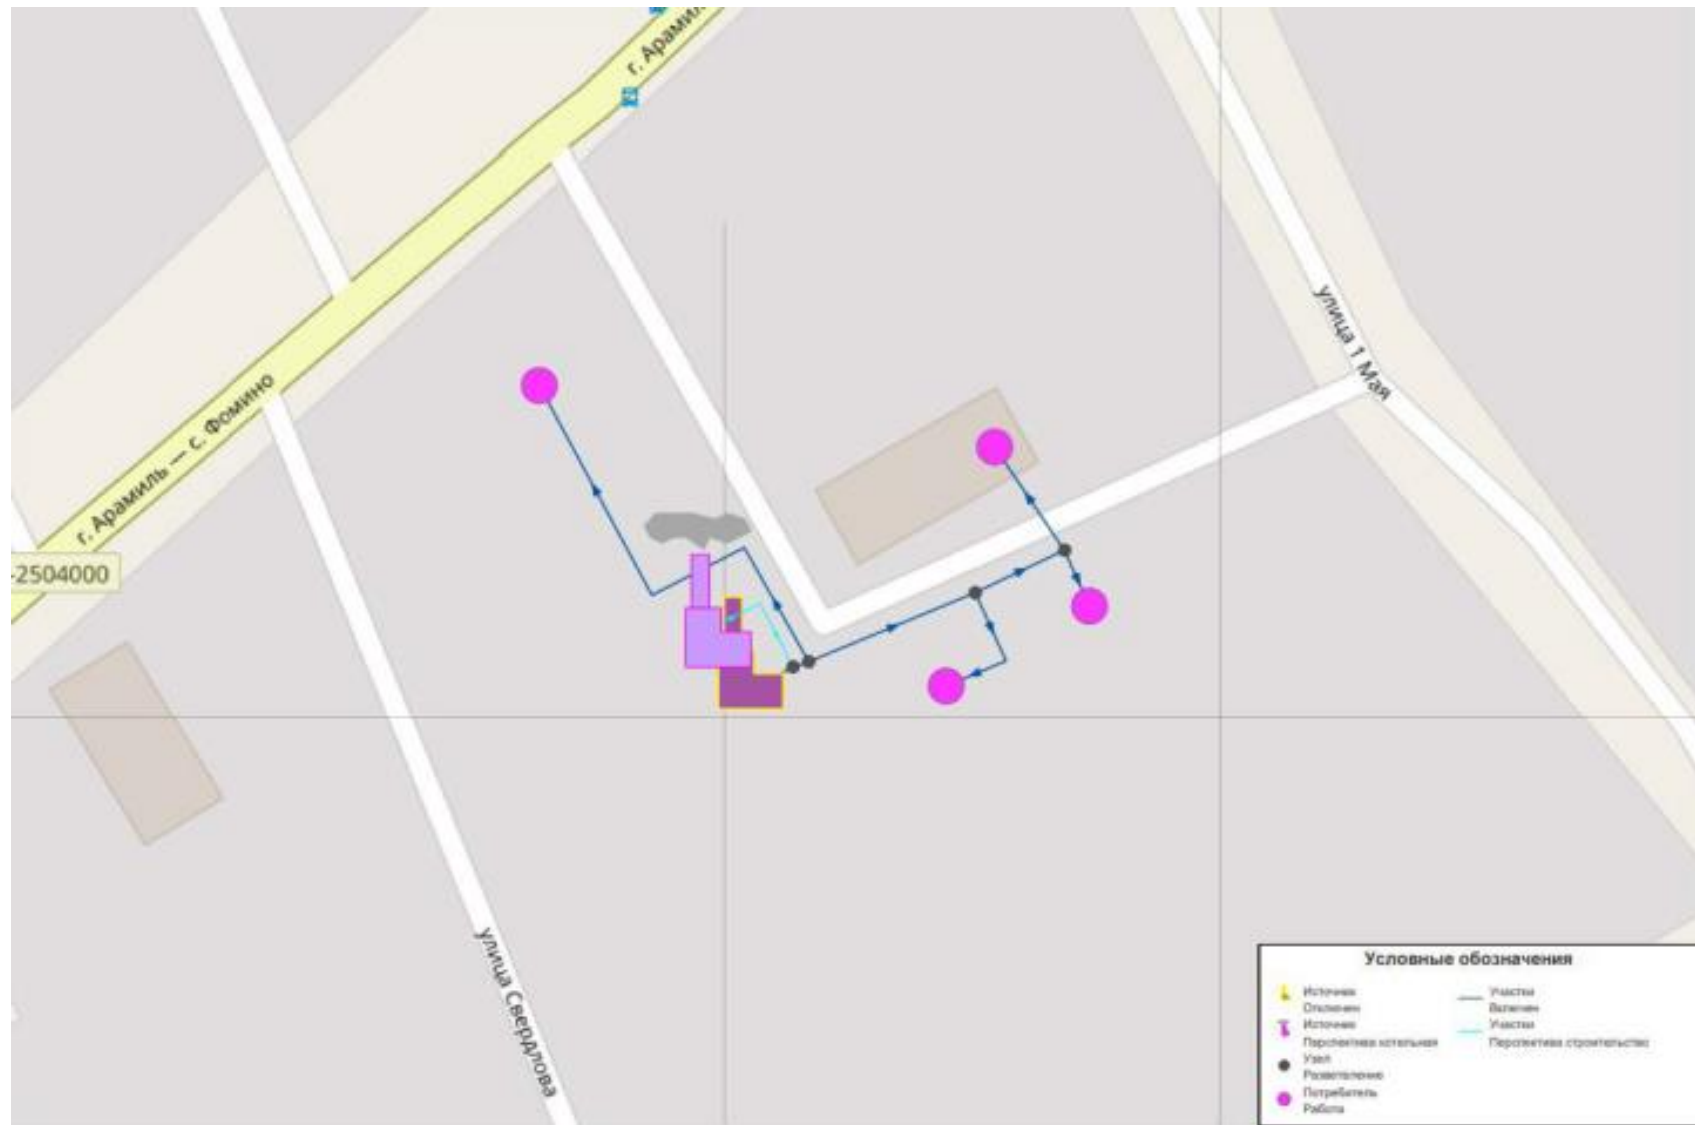 г. Арамил
улица 1 Мая
г. Арамиль — с. Фомино
-2504000
улица Свердлова
Условные обозначения
Источник
Отключен
Источник
Перспектива котельная
Узел
Разветвление
Потребитель
Работа
Участки
Включен
Участки
Перспектива строительство